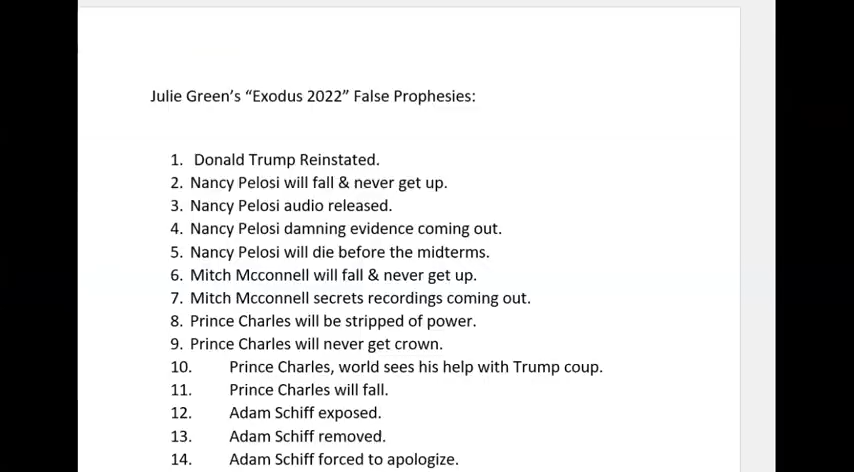 Julie Green's “Exodus 2022” False Prophesies:
1. Donald Trump Reinstated.
2. Nancy Pelosi will fall & never get up.
3. Nancy Pelosi audio released.
4. Nancy Pelosi damning evidence coming out.
5. Nancy Pelosi will die before the midterms.
6. Mitch Mcconnell will fall & never get up.
7. Mitch Mcconnell secrets recordings coming out.
8. Prince Charles will be stripped of power.
9. Prince Charles will never get crown.
10. Prince Charles, world sees his help with Trump coup.
11. Prince Charles will fall.
12. Adam Schiff exposed.
13. Adam Schiff removed.
14. Adam Schiff forced to apologize.